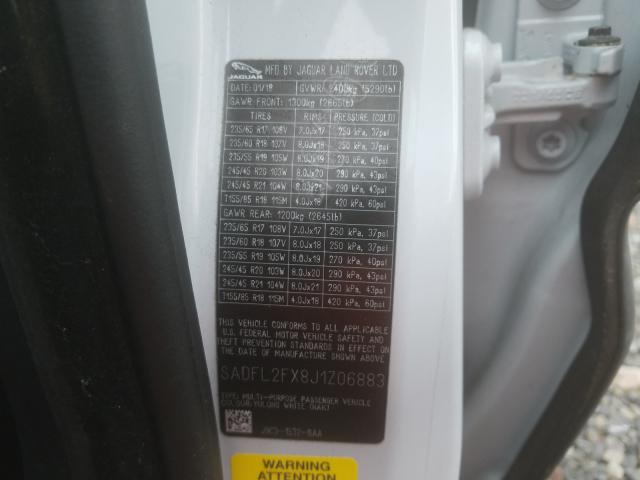 JAGUAR MFG BY JAGUAR LAND ROVER LTD
DATE: 01/18 GVWR: 2400kg (5290lb)
GAWR FRONT: 1300kg (2865lb)
TIRES RIMS PRESSURE (COLD)
235/65 R17 108V 7.0Jx17 250 kPa, 37psi
235/60 R18 107V 8.0Jx18 250 kPa, 37psi
235/55 R19 105W 8.0Jx19 270 kPa, 40psi
245/45 R20 103W 8.0Jx20 290 kPa, 43psi
245/45 R21 104W 8.0Jx21 290 kPa, 43psi
T155/85 R18 115M 4.0Jx18 420 kPa, 60psi
GAWR REAR: 1200kg (2645lb)
235/65 R17 108V 7.0Jx17 250 kPa, 37psi
235/60 R18 107V 8.0Jx18 250 kPa, 37psi
235/55 R19 105W 8.0Jx19 270 kPa, 40psi
245/45 R20 103W 8.0Jx20 290 kPa, 43psi
245/45 R21 104W 8.0Jx21 290 kPa, 43psi
T155/85 R18 115M 4.0Jx18 420 kPa, 60psi
THIS VEHICLE CONFORMS TO ALL APPLICABLE
U.S. FEDERAL MOTOR VEHICLE SAFETY AND
THEFT PREVENTION STANDARDS IN EFFECT ON
THE DATE OF MANUFACTURE SHOWN ABOVE
SADFL2FX8J1Z06883
TYPE: MULTI-PURPOSE PASSENGER VEHICLE
COLOUR: YULONG WHITE (NAK)
WARNING
ATTENTION